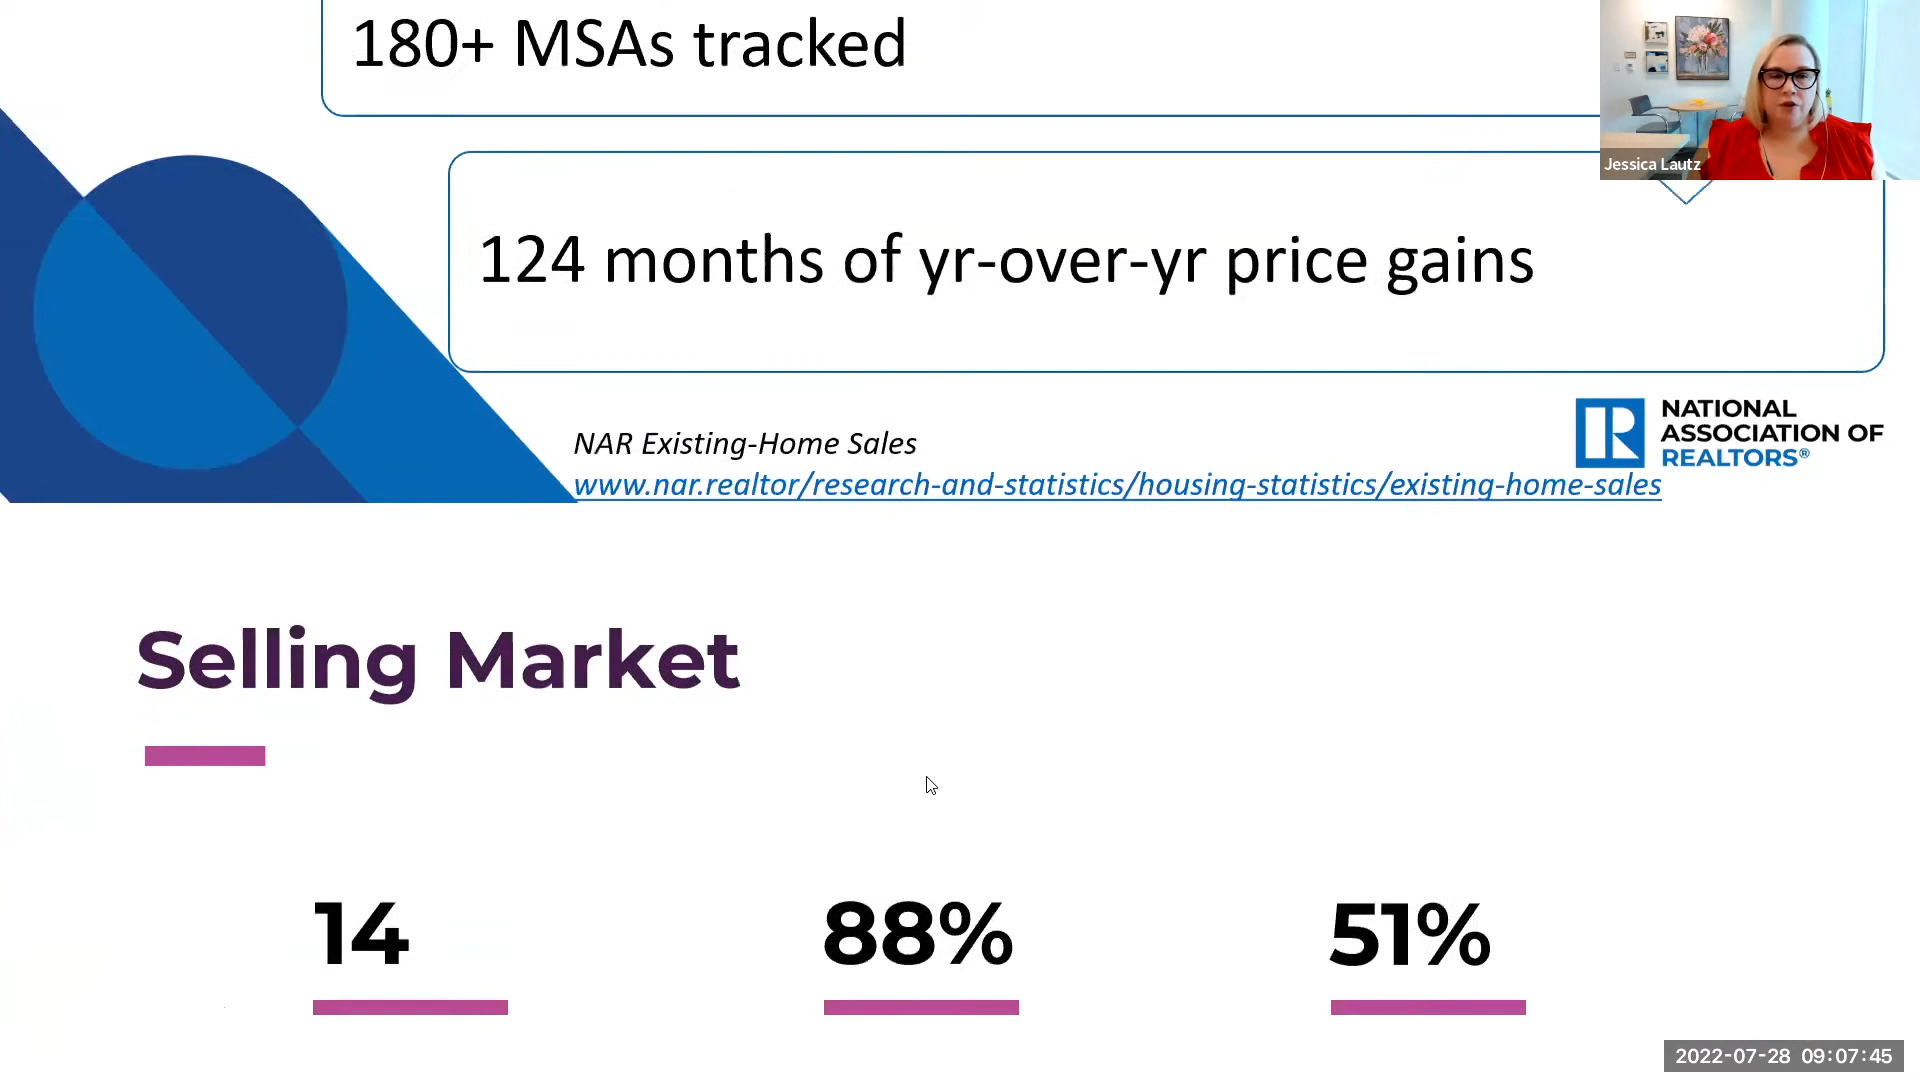 180+ MSAs tracked
Jessica Lautz
124 months of yr-over-yr price gains
NATIONAL
ASSOCIATION OF
REALTORS®
NAR Existing-Home Sales
www.nar.realtor/research-and-statistics/housing-statistics/existing-home-sales
Selling Market
14
88%
51%
2022-07-28 09:07:45